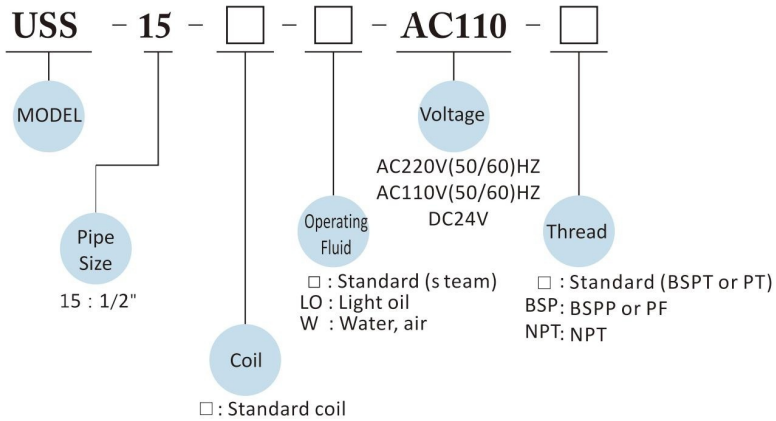 USS - 15 - □ - □ - AC110 - □
MODEL
Voltage
AC220V(50/60)HZ
AC110V(50/60)HZ
DC24V
Pipe
Size
15 : 1/2"
Operating
Fluid
□ : Standard (s team)
LO : Light oil
W : Water, air
Thread
□ : Standard (BSPT or PT)
BSP: BSPP or PF
NPT: NPT
Coil
□ : Standard coil